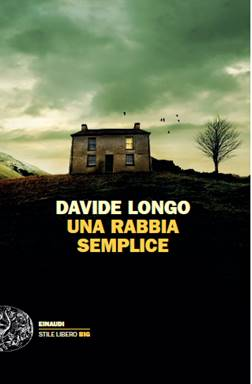 DAVIDE LONGO
UNA RABBIA
SEMPLICE
EINAUDI
STILE LIBERO BIG